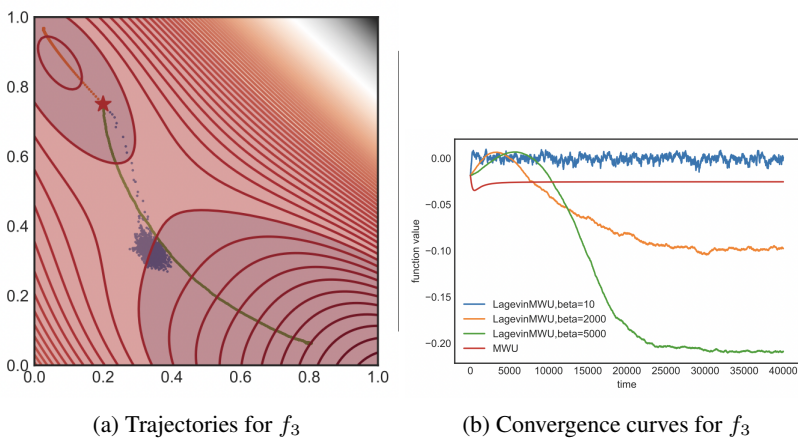 1.0
0.8
0.6
0.4
0.2
0.0
0.0 0.2 0.4 0.6 0.8 1.0
(a) Trajectories for f3
function value
0.00
−0.05
−0.10
−0.15
−0.20
LagevinMWU,beta=10
LagevinMWU,beta=2000
LagevinMWU,beta=5000
MWU
0 5000 10000 15000 20000 25000 30000 35000 40000
time
(b) Convergence curves for f3